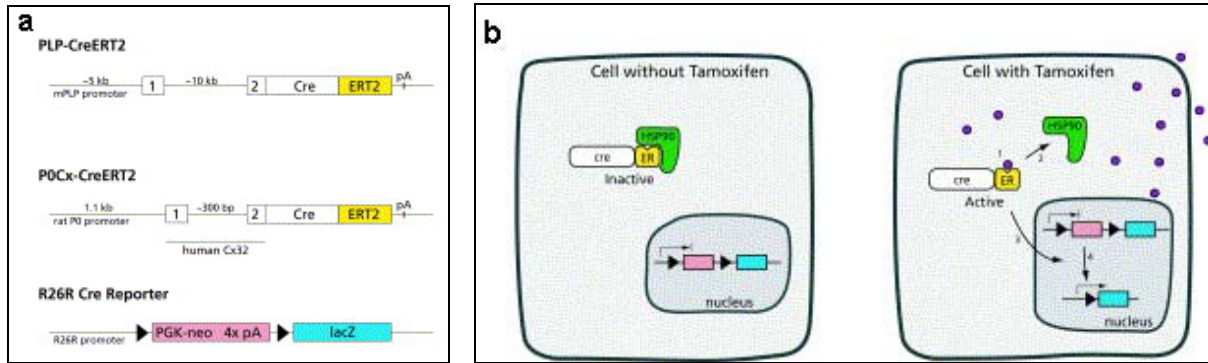 a
PLP-CreERT2
~5 kb
mPLP promoter
1
~10 kb
2 Cre ERT2
pA
P0Cx-CreERT2
1.1 kb
rat P0 promoter
1
~300 bp
2 Cre ERT2
pA
human Cx32
R26R Cre Reporter
R26R promoter
PGK-neo 4x pA
lacZ
b
Cell without Tamoxifen
HSP90
cre ER
Inactive
nucleus
Cell with Tamoxifen
HSP90
1
2
cre ER
Active
3
4
nucleus